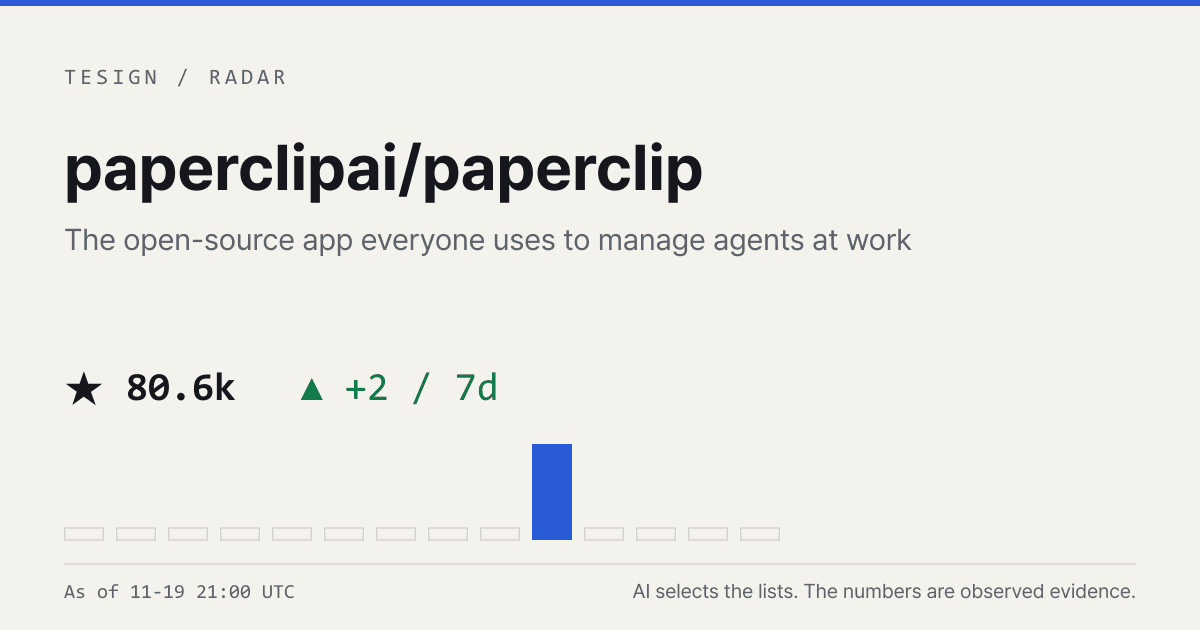 TESIGN / RADAR
paperclipai/paperclip
The open-source app everyone uses to manage agents at work
★ 80.6k ▲ +2 / 7d
As of 11-19 21:00 UTC
AI selects the lists. The numbers are observed evidence.